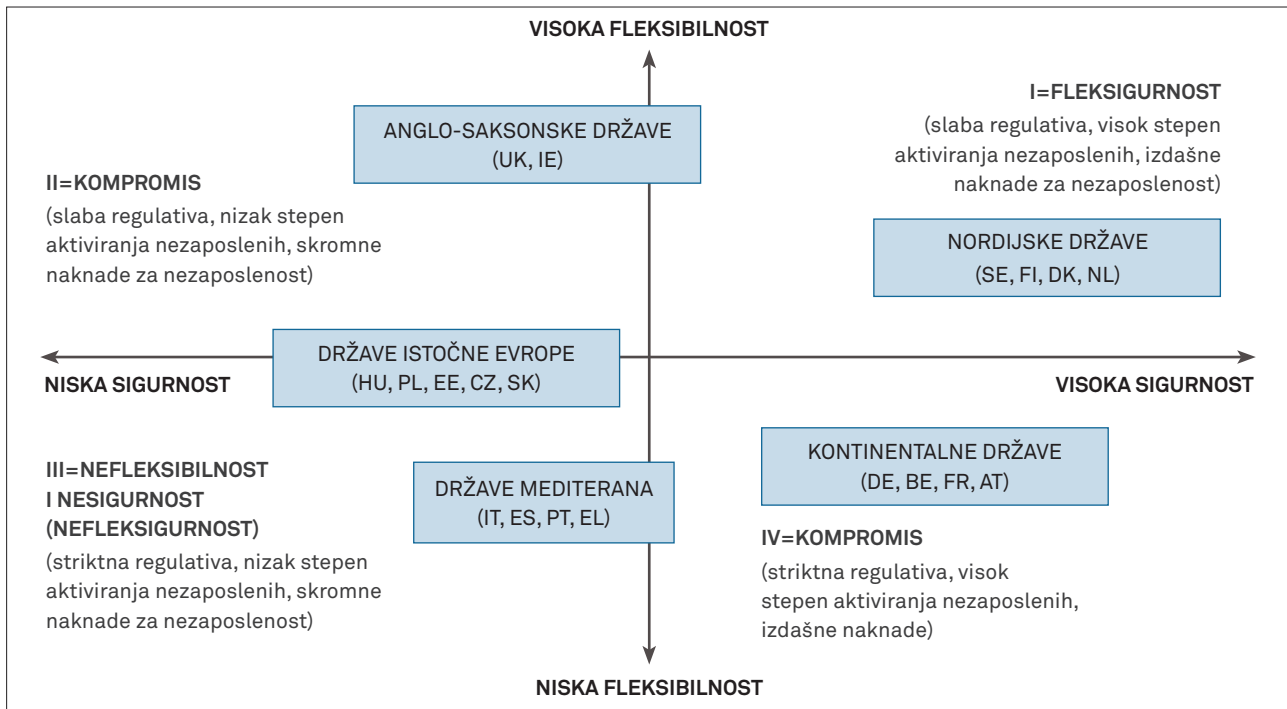 VISOKA FLEKSIBILNOST
I=FLEKSIGURNOST
(slaba regulativa, visok stepen
aktiviranja nezaposlenih, izdašne
naknade za nezaposlenost)
ANGLO-SAKSONSKE DRŽAVE
(UK, IE)
II=KOMPROMIS
(slaba regulativa, nizak stepen
aktiviranja nezaposlenih, skromne
naknade za nezaposlenost)
NORDIJSKE DRŽAVE
(SE, FI, DK, NL)
DRŽAVE ISTOČNE EVROPE
(HU, PL, EE, CZ, SK)
NISKA SIGURNOST
VISOKA SIGURNOST
III=NEFLEKSIBILNOST
I NESIGURNOST
(NEFLEKSIGURNOST)
(striktna regulativa, nizak stepen
aktiviranja nezaposlenih, skromne
naknade za nezaposlenost)
DRŽAVE MEDITERANA
(IT, ES, PT, EL)
KONTINENTALNE DRŽAVE
(DE, BE, FR, AT)
IV=KOMPROMIS
(striktna regulativa, visok
stepen aktiviranja nezaposlenih,
izdašne naknade)
NISKA FLEKSIBILNOST